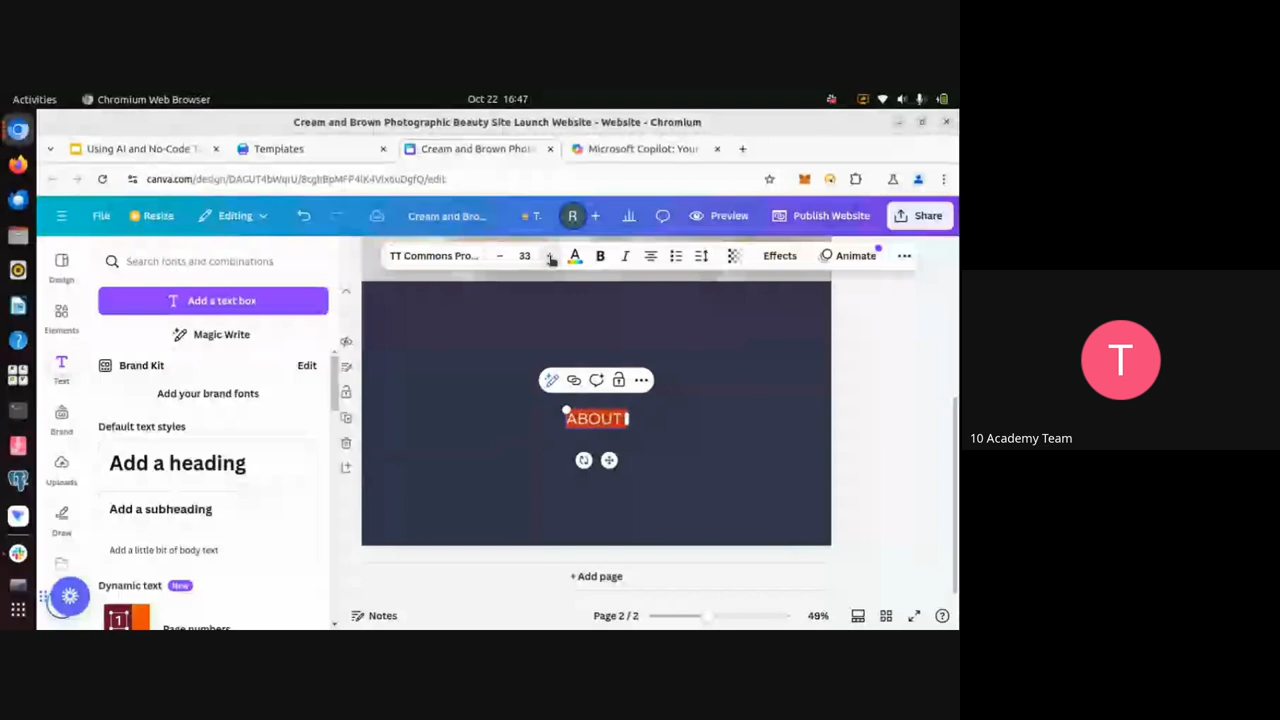 Activities
Chromium Web Browser
Oct 22 16:47
Cream and Brown Photographic Beauty Site Launch Website - Website - Chromium
Using AI and No-Code T
Templates
Cream and Brown Phot
Microsoft Copilot: Your
File
Resize
Editing
Cream and Bro...
T.
R
Preview
Publish Website
Share
Design
Elements
Text
Brand
Uploads
Draw
Search fonts and combinations
T Add a text box
Magic Write
Brand Kit
Edit
Add your brand fonts
Default text styles
Add a heading
Add a subheading
Add a little bit of body text
Dynamic text New
1
Page numbers
TT Commons Pro...
– 33 +
A B I
Effects
Animate
ABOUT
+ Add page
Notes
Page 2 / 2
49%
T
10 Academy Team